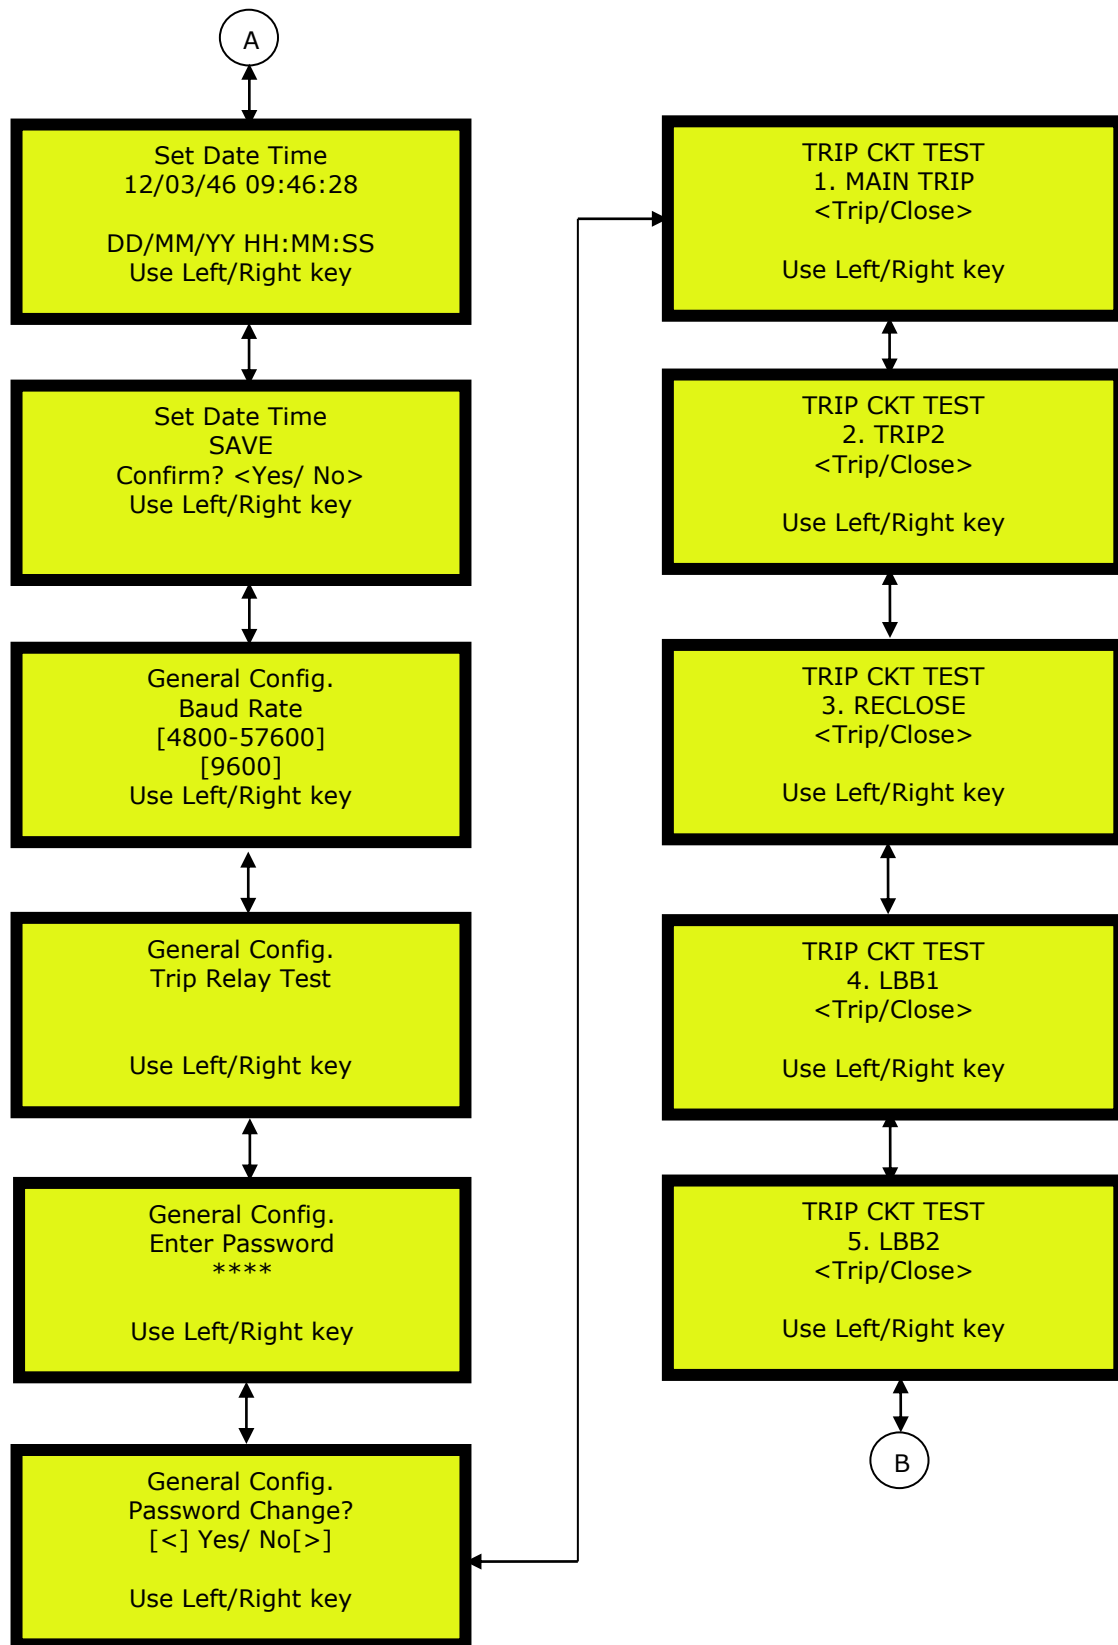 A
Set Date Time
12/03/46 09:46:28
DD/MM/YY HH:MM:SS
Use Left/Right key
Set Date Time
SAVE
Confirm? <Yes/ No>
Use Left/Right key
General Config.
Baud Rate
[4800-57600]
[9600]
Use Left/Right key
General Config.
Trip Relay Test
Use Left/Right key
General Config.
Enter Password
****
Use Left/Right key
General Config.
Password Change?
[<] Yes/ No[>]
Use Left/Right key
TRIP CKT TEST
1. MAIN TRIP
<Trip/Close>
Use Left/Right key
TRIP CKT TEST
2. TRIP2
<Trip/Close>
Use Left/Right key
TRIP CKT TEST
3. RECLOSE
<Trip/Close>
Use Left/Right key
TRIP CKT TEST
4. LBB1
<Trip/Close>
Use Left/Right key
TRIP CKT TEST
5. LBB2
<Trip/Close>
Use Left/Right key
B